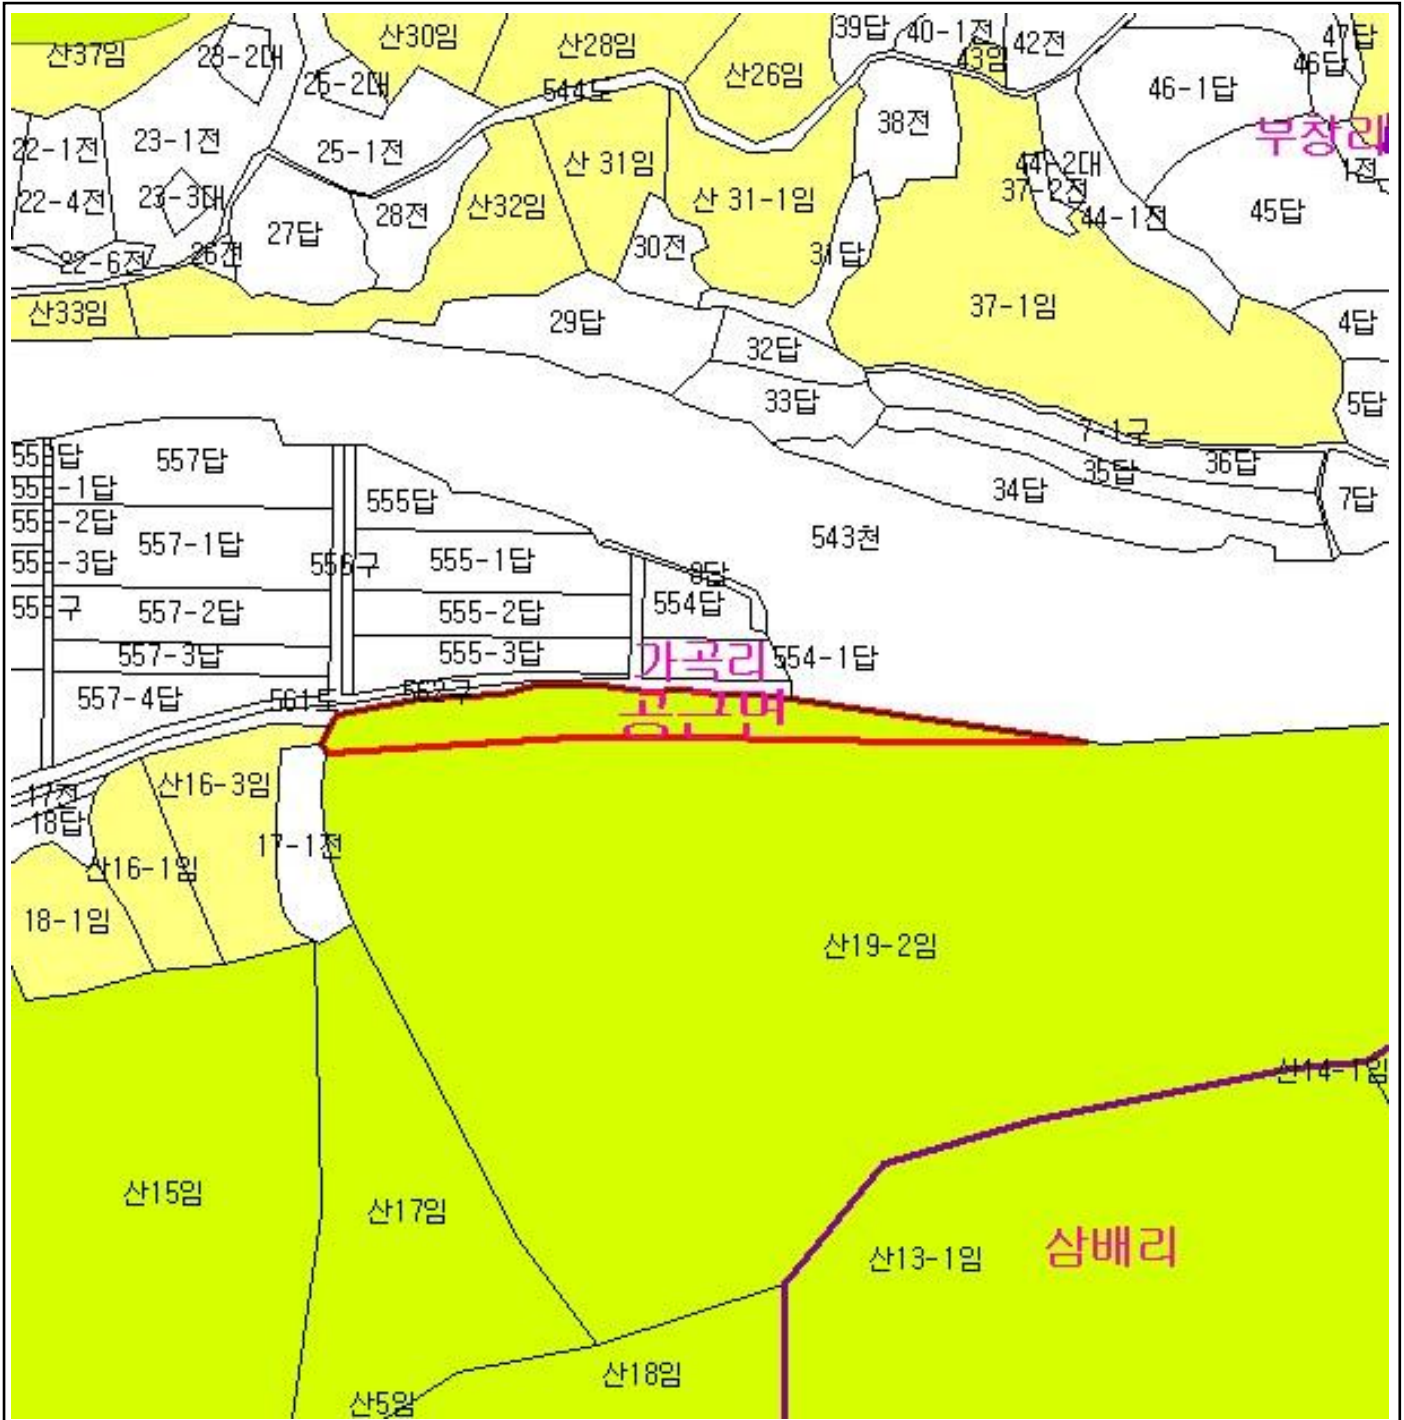 산37임
산30임
산28임
산26임
39답
40-1전
43임
42전
47답
46답
46-1답
28-2대
25-2대
544도
부창리
22-1전
23-1전
25-1전
38전
산 31임
44-2대
37-2전
1전
22-4전
23-3대
28전
산32임
산 31-1임
44-1전
45답
27답
30전
31답
22-6전
26전
산33임
29답
37-1임
4답
32답
33답
5답
7-1구
557답
555답
36답
35답
34답
7답
-1답
-2답
-3답
557-1답
556구
555-1답
543천
554답
557-2답
555-2답
557-3답
555-3답
가곡리
554-1답
557-4답
561도
562구
공근면
17전
18답
산16-3임
17-1전
산16-1임
18-1임
산19-2임
산14-1임
산15임
산17임
산13-1임
삼배리
산18임
산5임